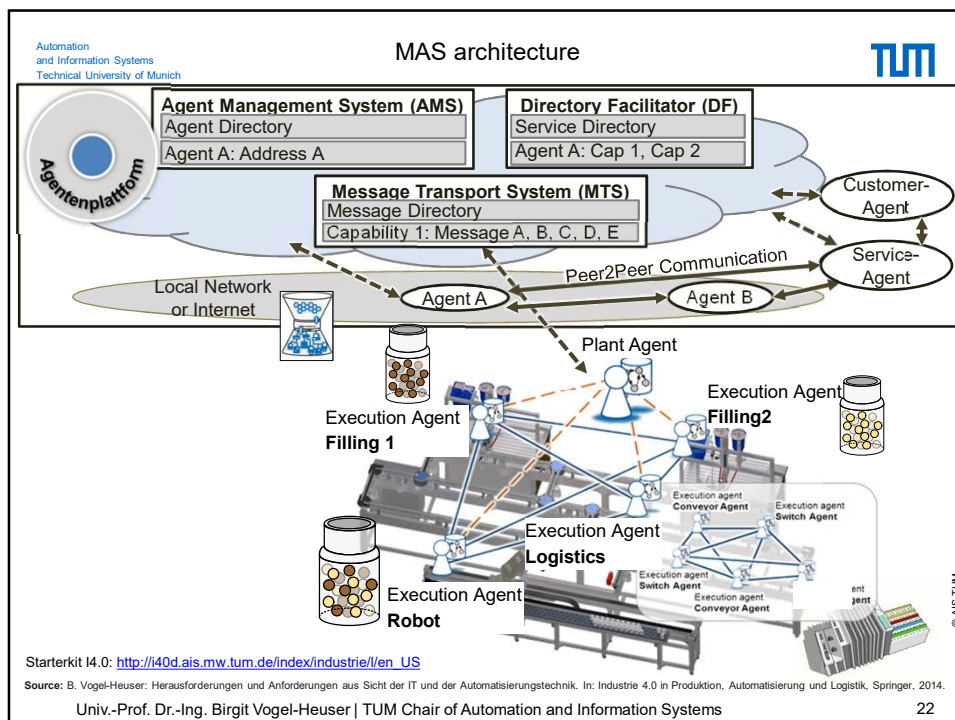 Automation
and Information Systems
Technical University of Munich
MAS architecture
TUM
Agentenplattform
Agent Management System (AMS)
Agent Directory
Agent A: Address A
Directory Facilitator (DF)
Service Directory
Agent A: Cap 1, Cap 2
Message Transport System (MTS)
Message Directory
Capability 1: Message A, B, C, D, E
Customer-
Agent
Service-
Agent
Peer2Peer Communication
Local Network
or Internet
Agent A
Agent B
Plant Agent
Execution Agent
Filling 1
Execution Agent
Filling2
Execution Agent
Logistics
Execution Agent
Robot
Execution agent
Conveyor Agent
Execution agent
Switch Agent
Execution agent
Switch Agent
Execution agent
Conveyor Agent
© AIS TUM
Starterkit I4.0: http://i40d.ais.mw.tum.de/index/industrie/l/en_US
Source: B. Vogel-Heuser: Herausforderungen und Anforderungen aus Sicht der IT und der Automatisierungstechnik. In: Industrie 4.0 in Produktion, Automatisierung und Logistik, Springer, 2014.
Univ.-Prof. Dr.-Ing. Birgit Vogel-Heuser | TUM Chair of Automation and Information Systems
22